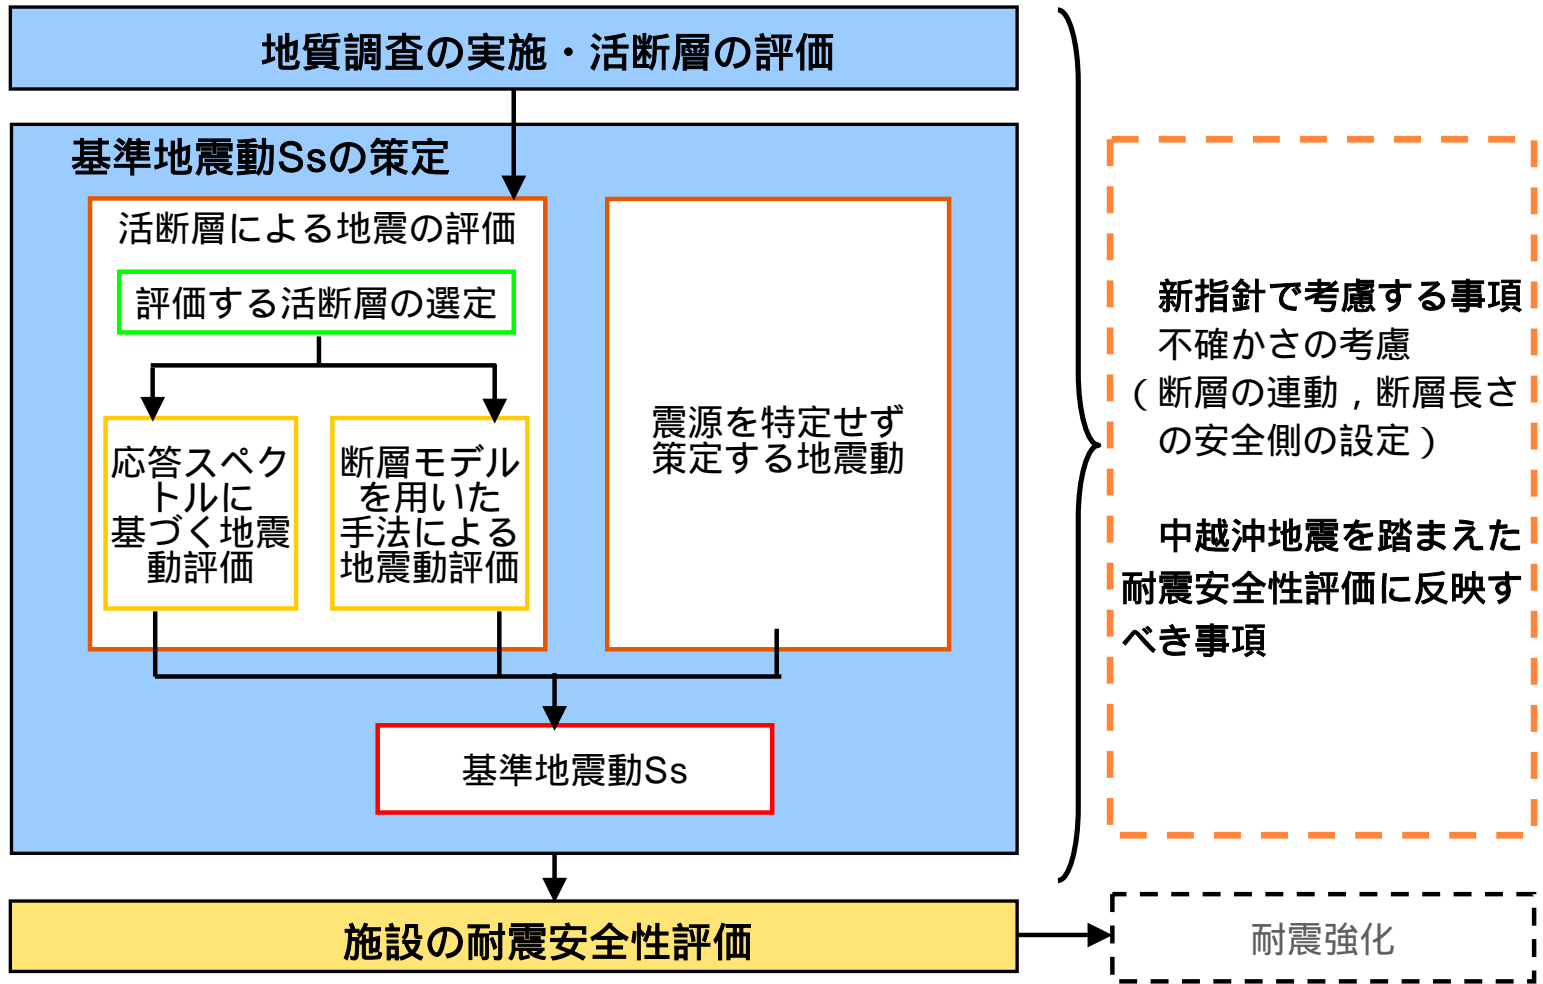 地質調査の実施・活断層の評価
基準地震動Ssの策定
活断層による地震の評価
評価する活断層の選定
応答スペク
トルに
基づく地震
動評価
断層モデル
を用いた
手法による
地震動評価
震源を特定せず
策定する地震動
基準地震動Ss
施設の耐震安全性評価
新指針で考慮する事項
不確かさの考慮
（断層の連動，断層長さ
の安全側の設定）
中越沖地震を踏まえた
耐震安全性評価に反映す
べき事項
耐震強化